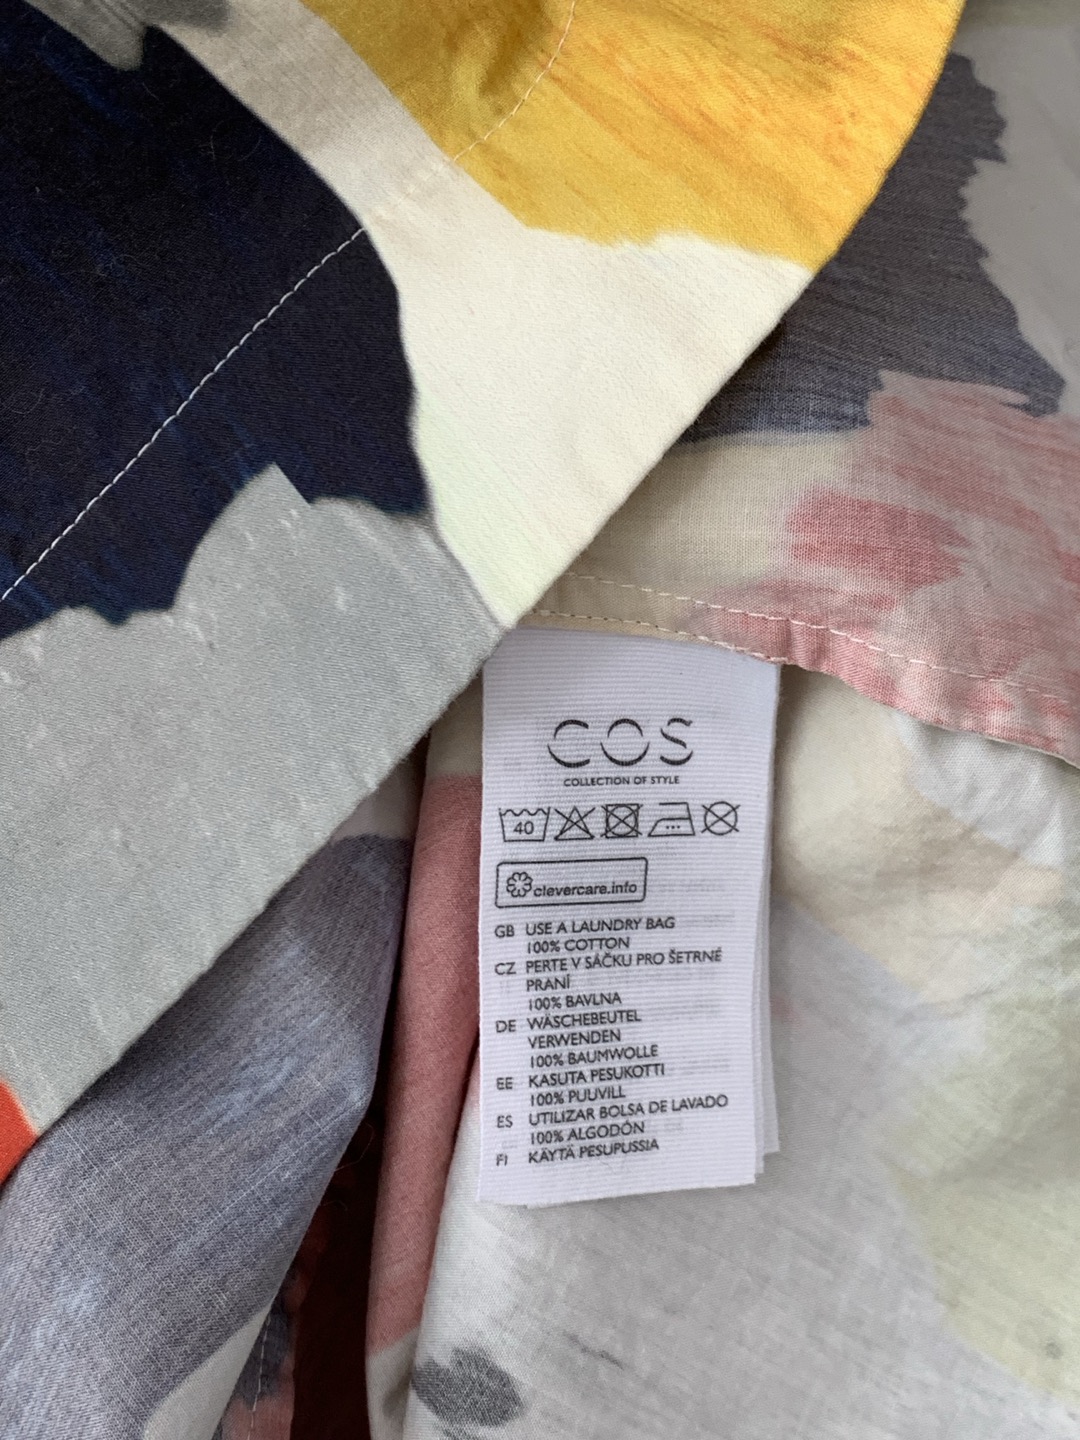 COS
COLLECTION OF STYLE
40
clevercare.info
GB USE A LAUNDRY BAG
100% COTTON
CZ PERTE V SÁČKU PRO ŠETRNÉ
PRANÍ
100% BAVLNA
DE WÄSCHEBEUTEL
VERWENDEN
100% BAUMWOLLE
EE KASUTA PESUKOTTI
100% PUUVILL
ES UTILIZAR BOLSA DE LAVADO
100% ALGODÓN
FI KÄYTÄ PESUPUSSIA